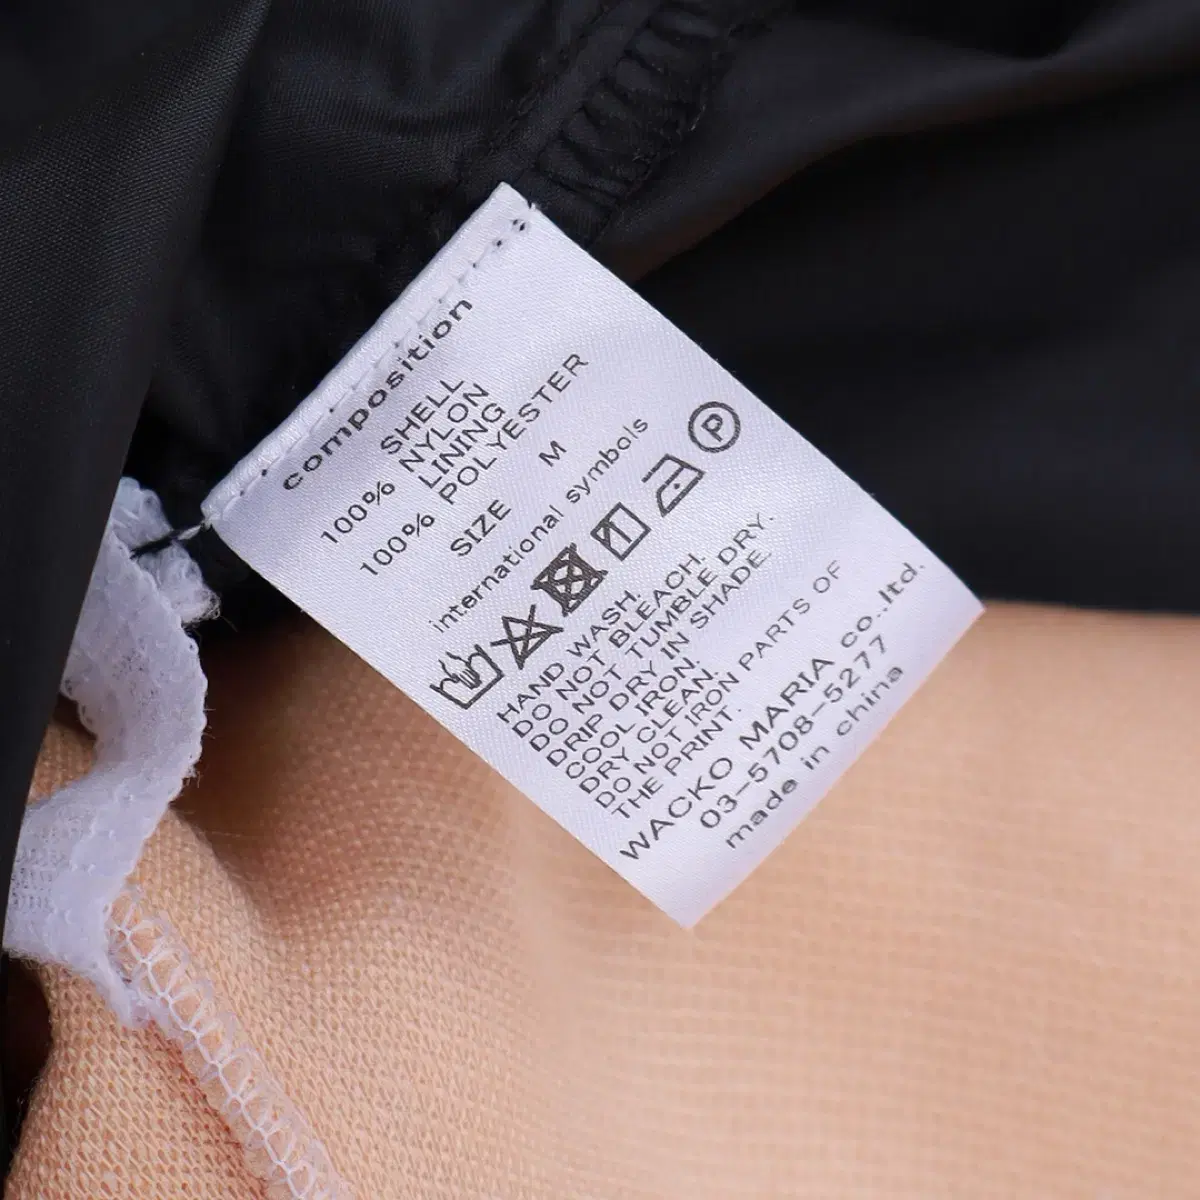 composition
SHELL
100% NYLON
LINING
100% POLYESTER
SIZE M
international symbols
P
HAND WASH.
DO NOT BLEACH.
DO NOT TUMBLE DRY.
DRIP DRY IN SHADE.
COOL IRON.
DRY CLEAN.
DO NOT IRON PARTS OF
THE PRINT.
WACKO MARIA co.,ltd.
03-5708-5277
made in china